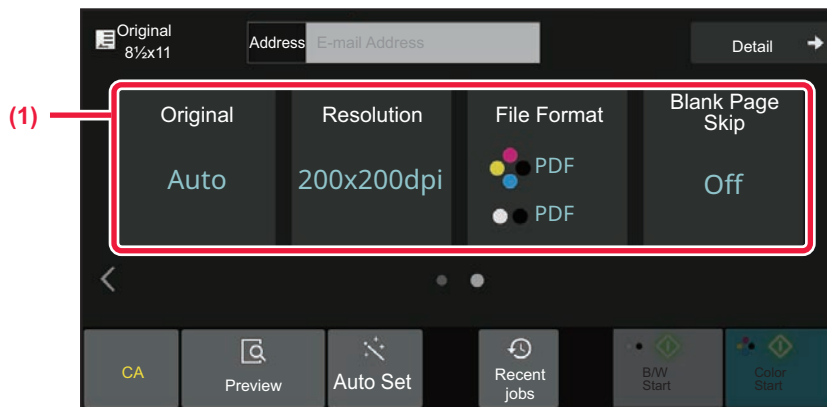 Original
8½x11
Address E-mail Address
Detail
(1)
Original
Resolution
File Format
Blank Page
Skip
Auto
200x200dpi
PDF
PDF
Off
CA
Preview
Auto Set
Recent
jobs
B/W
Start
Color
Start